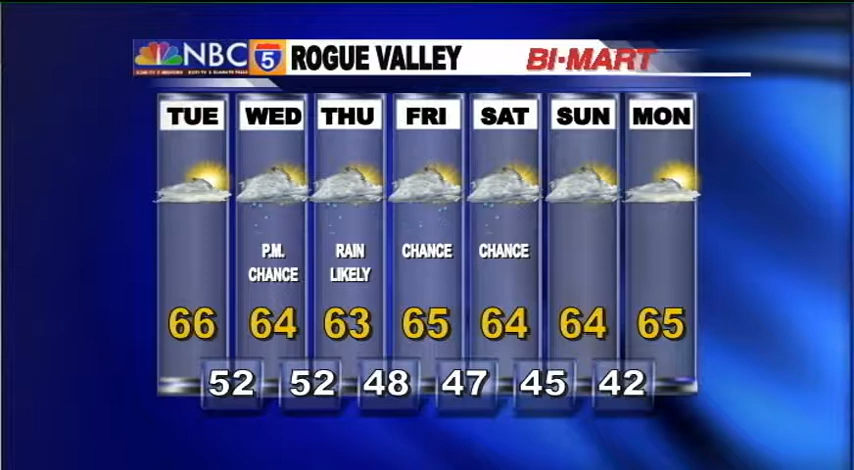 NBC 5 ROGUE VALLEY BI-MART
TUE WED THU FRI SAT SUN MON
P.M. CHANCE
RAIN LIKELY
CHANCE
CHANCE
66 64 63 65 64 64 65
52 52 48 47 45 42